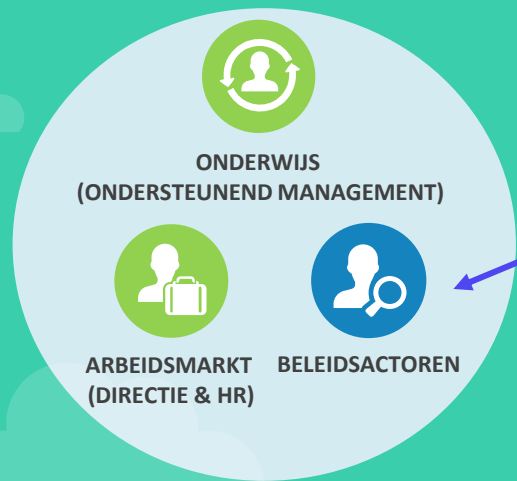 ONDERWIJS
(ONDERSTEUNEND MANAGEMENT)
ARBEIDSMARKT
(DIRECTIE & HR)
BELEIDSACTOREN